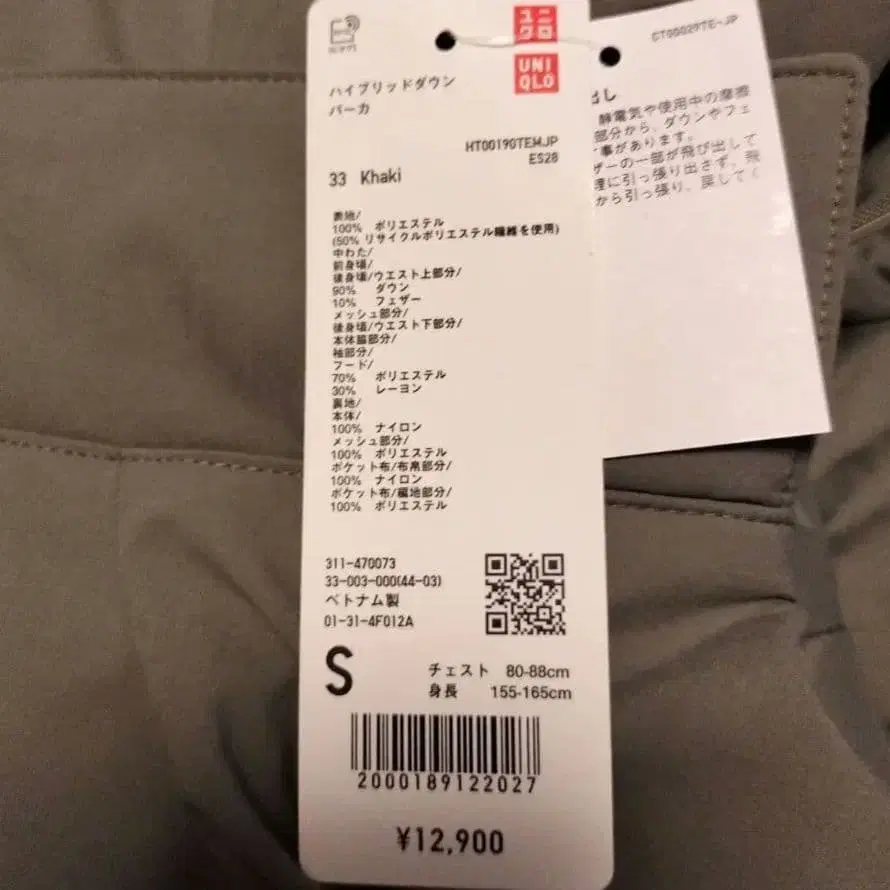 ユニ
クロ
UNI
QLO
ハイブリッドダウン
パーカ
HT00190TEMJP
ES28
33 Khaki
表地/
100% ポリエステル
(50% リサイクルポリエステル繊維を使用)
中わた/
前身頃/
後身頃/ウエスト上部分/
90% ダウン
10% フェザー
メッシュ部分/
後身頃/ウエスト下部分/
本体脇部分/
袖部分/
フード/
70% ポリエステル
30% レーヨン
裏地/
本体/
100% ナイロン
メッシュ部分/
100% ポリエステル
ポケット布/布帛部分/
100% ナイロン
ポケット布/編地部分/
100% ポリエステル
311-470073
33-003-000(44-03)
ベトナム製
01-31-4F012A
S
チェスト 80-88cm
身長 155-165cm
2000189122027
¥12,900
CT00029TE-JP
出し
静電気や使用中の摩擦
部分から、ダウンやフェ
事があります。
ザーの一部が飛び出して
理に引っ張り出さず、飛
から引っ張り、戻してく